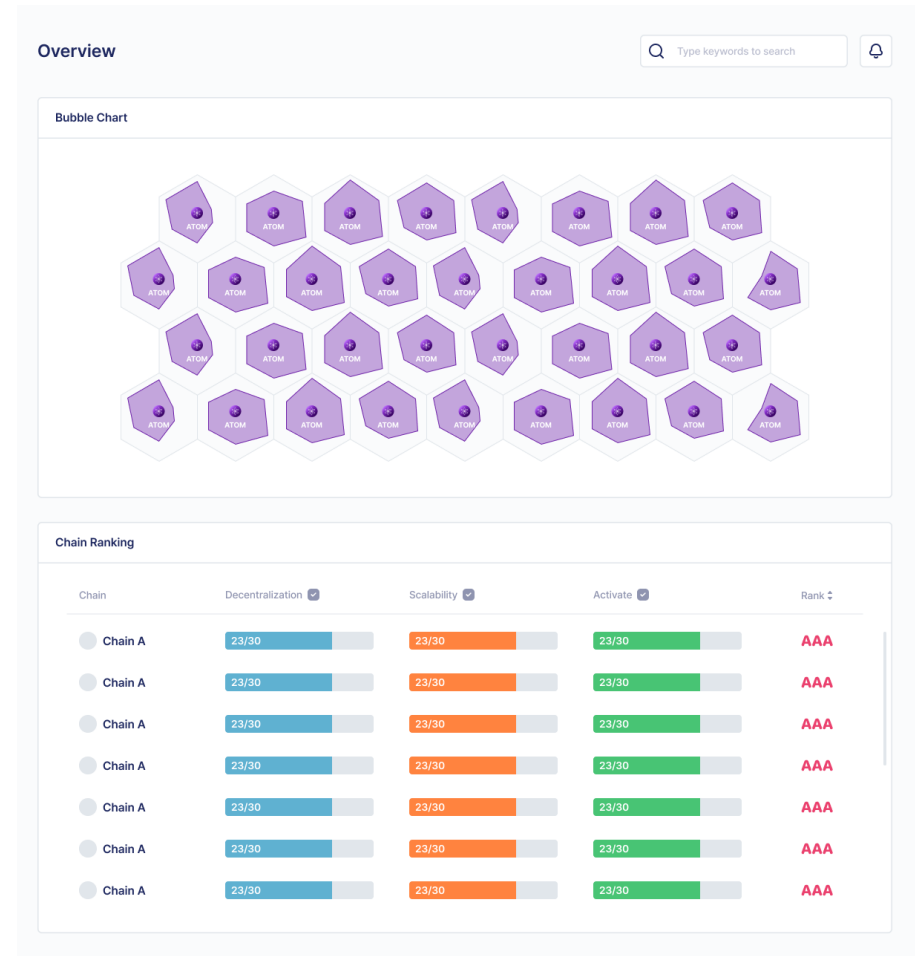 Overview
Type keywords to search
Bubble Chart
ATOM ATOM ATOM ATOM ATOM ATOM ATOM ATOM
ATOM ATOM ATOM ATOM ATOM ATOM ATOM ATOM ATOM
ATOM ATOM ATOM ATOM ATOM ATOM ATOM ATOM
ATOM ATOM ATOM ATOM ATOM ATOM ATOM ATOM ATOM
Chain Ranking
Chain Decentralization Scalability Activate Rank
Chain A 23/30 23/30 23/30 AAA
Chain A 23/30 23/30 23/30 AAA
Chain A 23/30 23/30 23/30 AAA
Chain A 23/30 23/30 23/30 AAA
Chain A 23/30 23/30 23/30 AAA
Chain A 23/30 23/30 23/30 AAA
Chain A 23/30 23/30 23/30 AAA